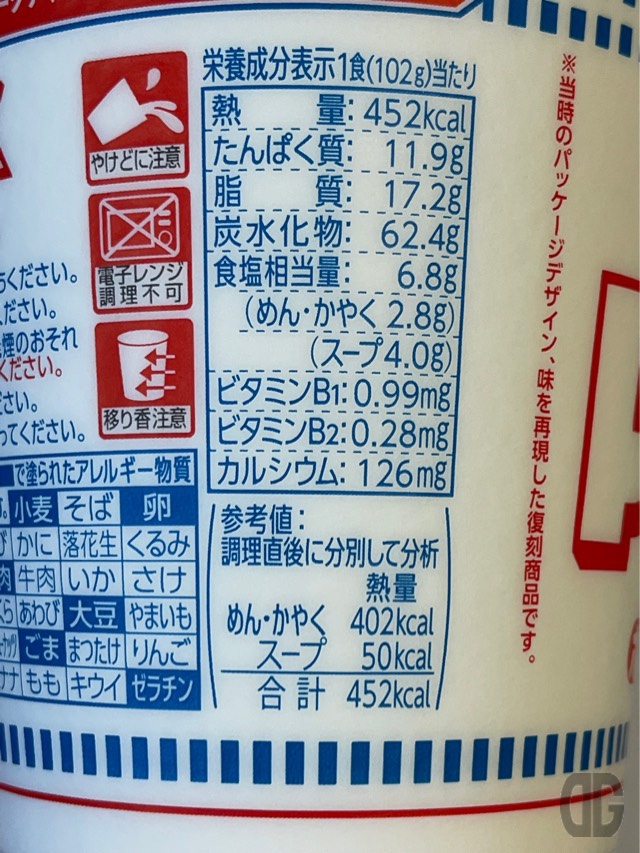 やけどに注意
電子レンジ
調理不可
移り香注意
ください。
ください。
煙のおそれ
ください。
ださい。
ってください。
で塗られたアレルギー物質
小麦 そば 卵
かに 落花生 くるみ
肉 牛肉 いか さけ
あわび 大豆 やまいも
ごま まつたけ りんご
ナナ もも キウイ ゼラチン
栄養成分表示1食(102g)当たり
熱量: 452kcal
たんぱく質: 11.9g
脂質: 17.2g
炭水化物: 62.4g
食塩相当量: 6.8g
(めん・かやく 2.8g)
(スープ4.0g)
ビタミンB1: 0.99mg
ビタミンB2: 0.28mg
カルシウム: 126mg
参考値:
調理直後に分別して分析
熱量
めん・かやく 402kcal
スープ 50kcal
合計 452kcal
※当時のパッケージデザイン、味を再現した復刻商品です。
DG